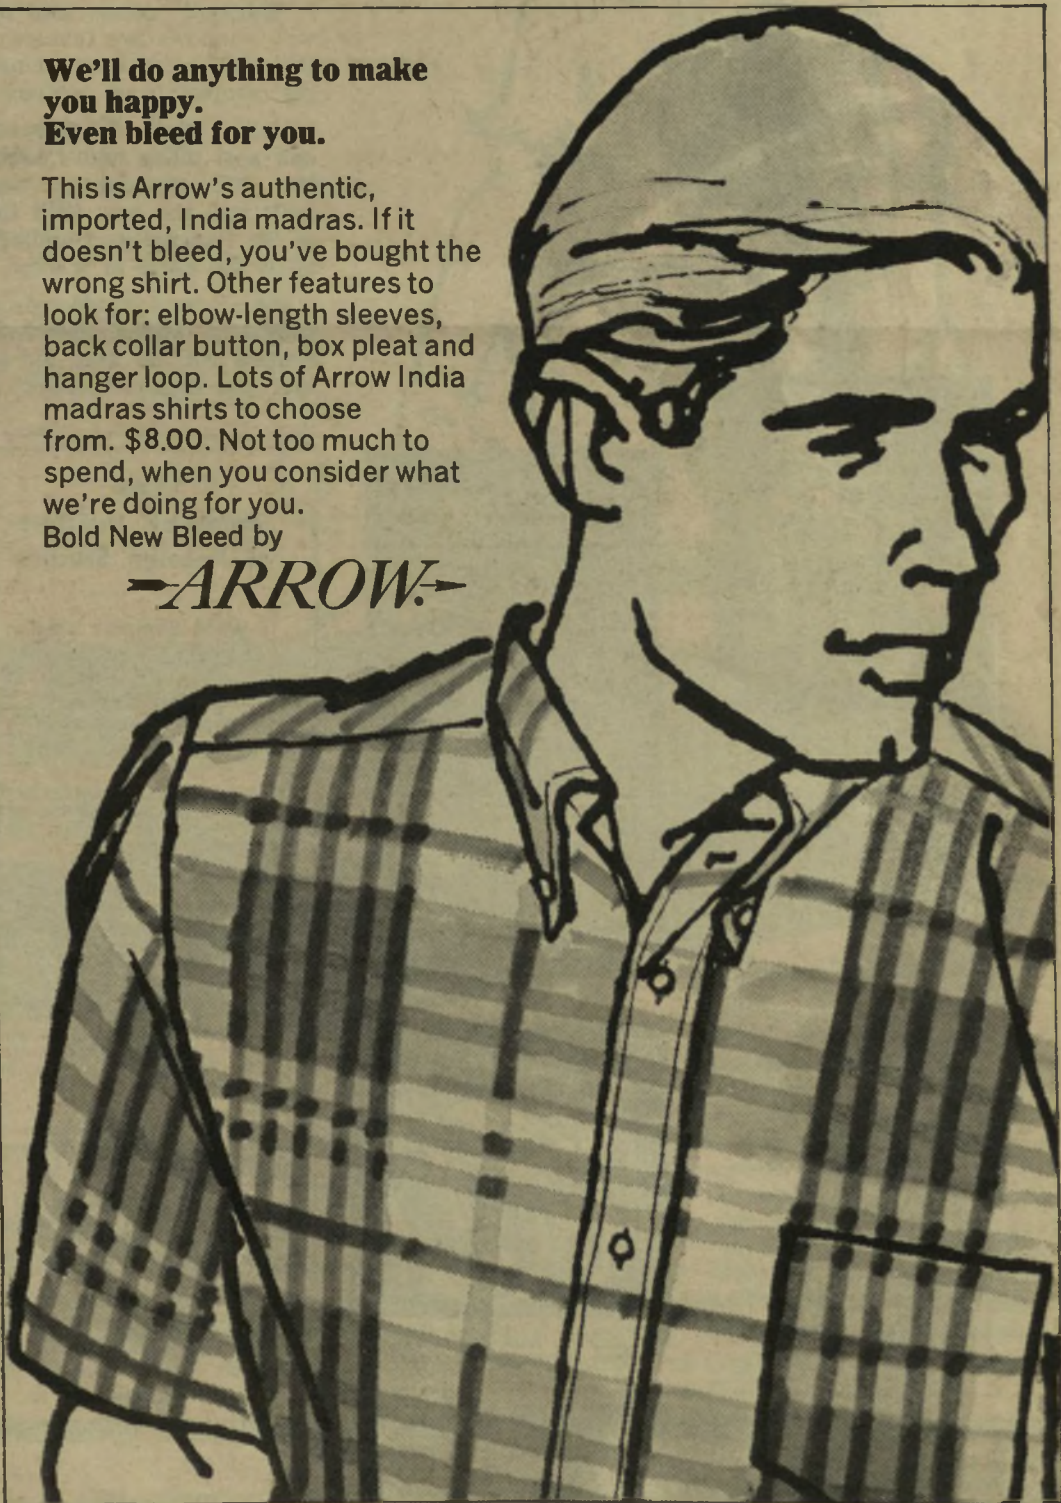 We'll do anything to make
you happy.
Even bleed for you.
This is Arrow's authentic,
imported, India madras. If it
doesn't bleed, you've bought the
wrong shirt. Other features to
look for: elbow-length sleeves,
back collar button, box pleat and
hanger loop. Lots of Arrow India
madras shirts to choose
from. $8.00. Not too much to
spend, when you consider what
we're doing for you.
Bold New Bleed by
ARROW.